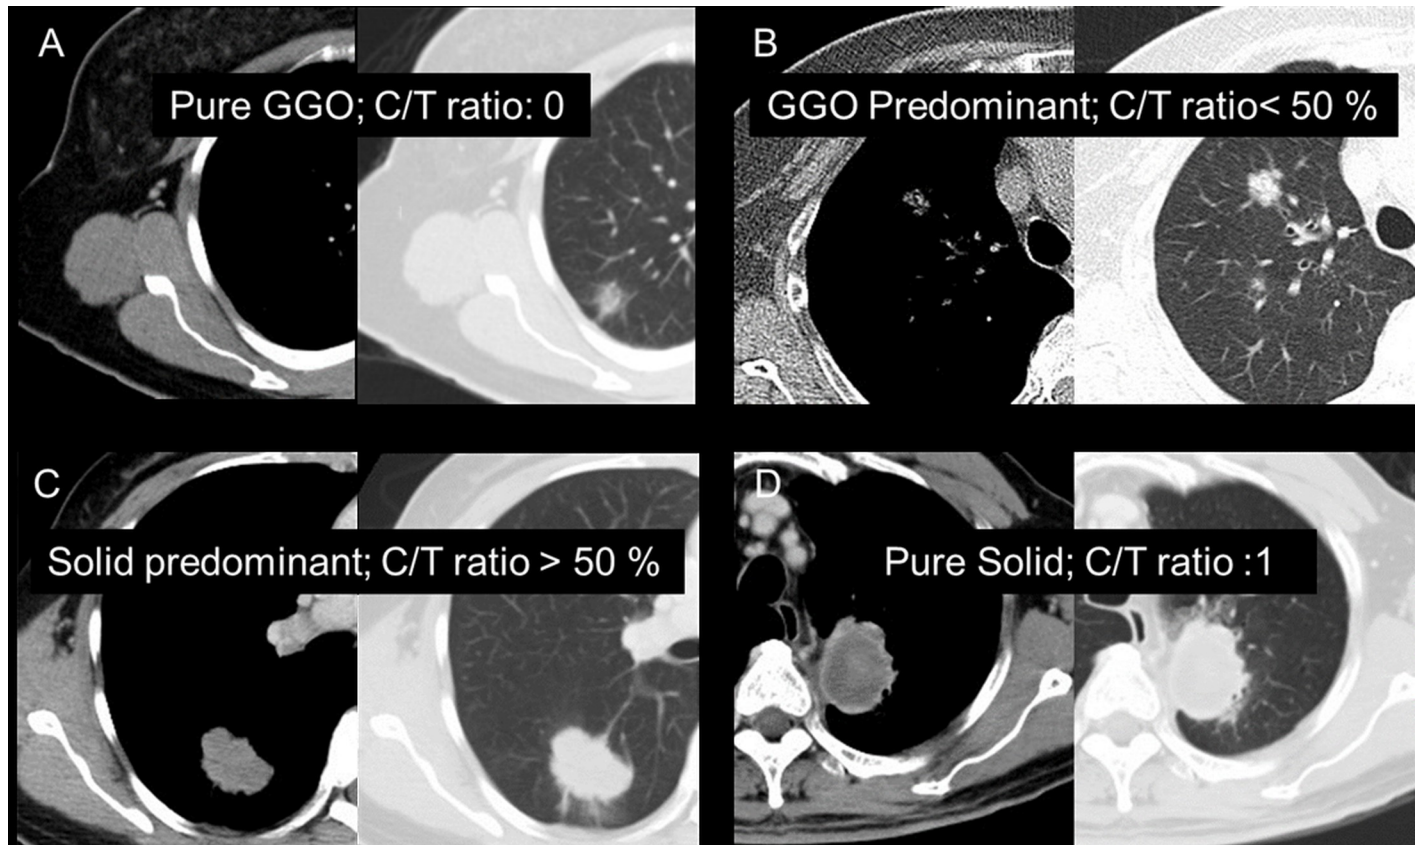 A
Pure GGO; C/T ratio: 0
B
GGO Predominant; C/T ratio< 50 %
C
Solid predominant; C/T ratio > 50 %
D
Pure Solid; C/T ratio :1